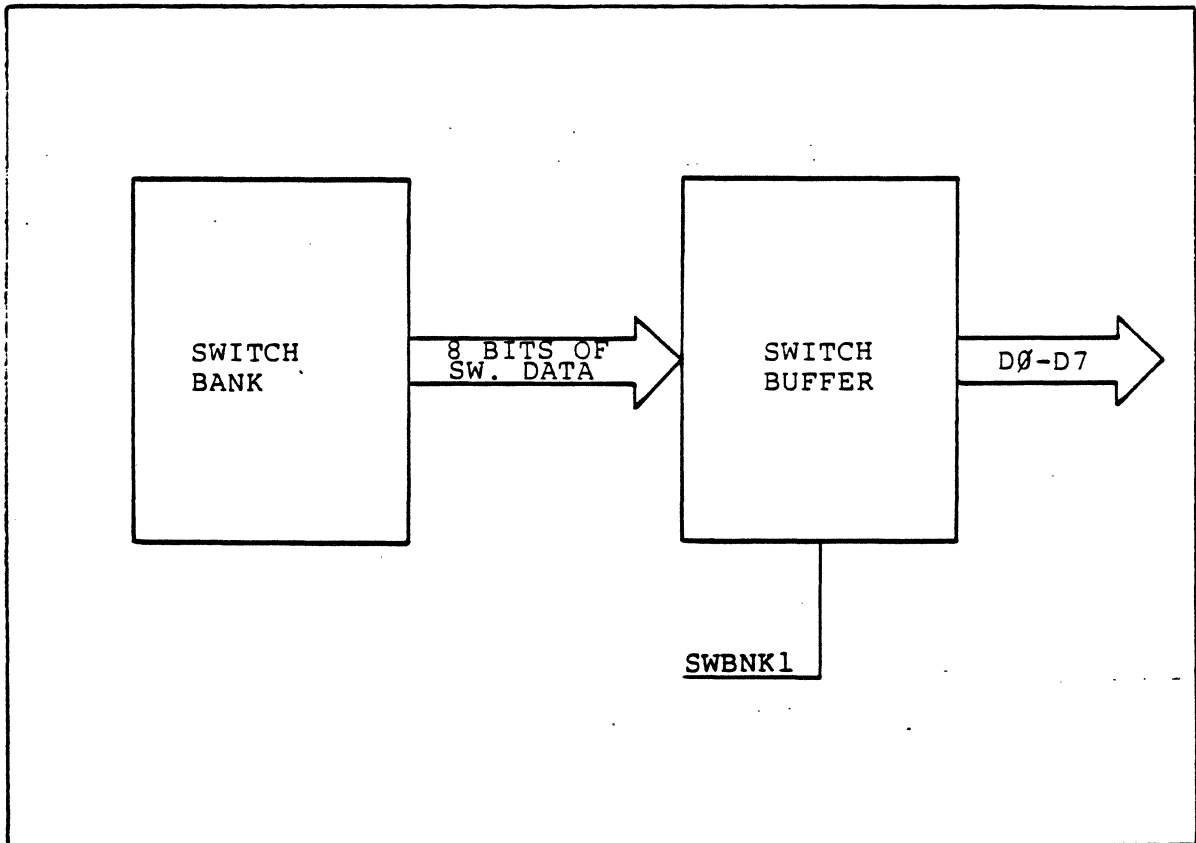 SWITCH
BANK
8 BITS OF
SW. DATA
SWITCH
BUFFER
DØ-D7
SWBNK1